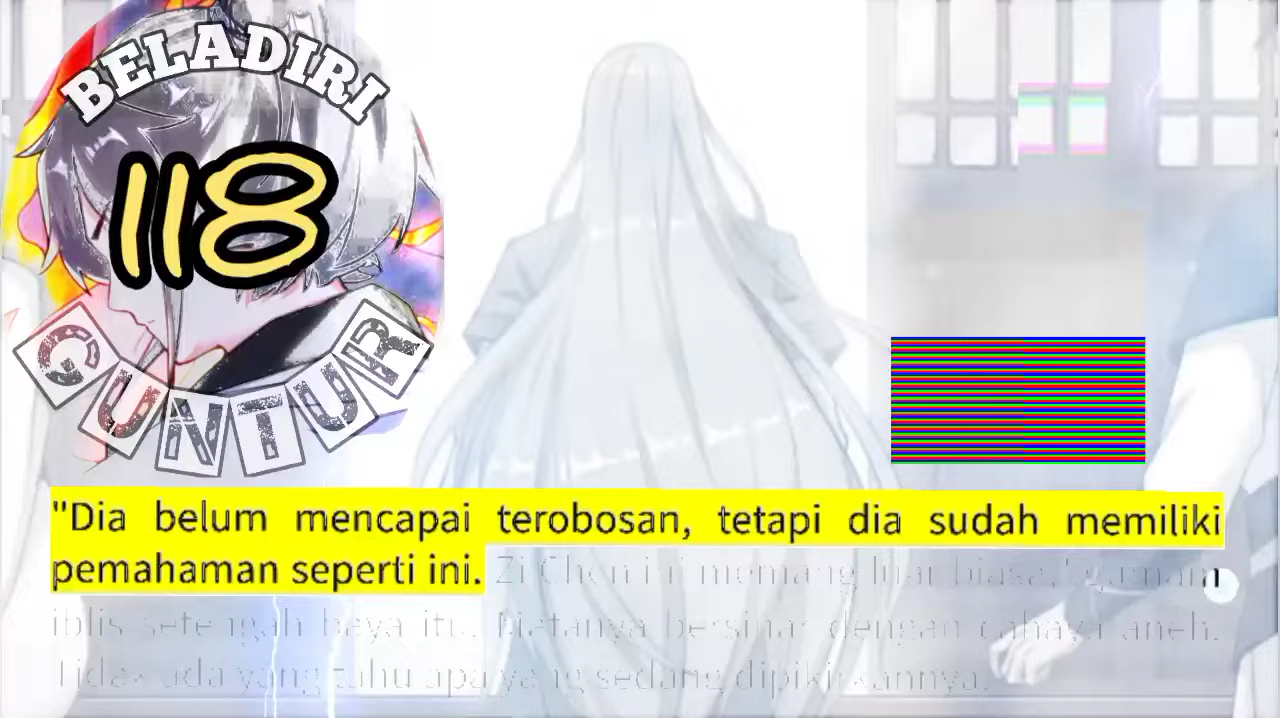 BELADIRI
118
GUNTUR
"Dia belum mencapai terobosan, tetapi dia sudah memiliki
pemahaman seperti ini. Zi Chen ini memang luar biasa," gumam
iblis setengah baya itu. Matanya bersinar dengan cahaya aneh.
Tidak ada yang tahu apa yang sedang dipikirkannya.